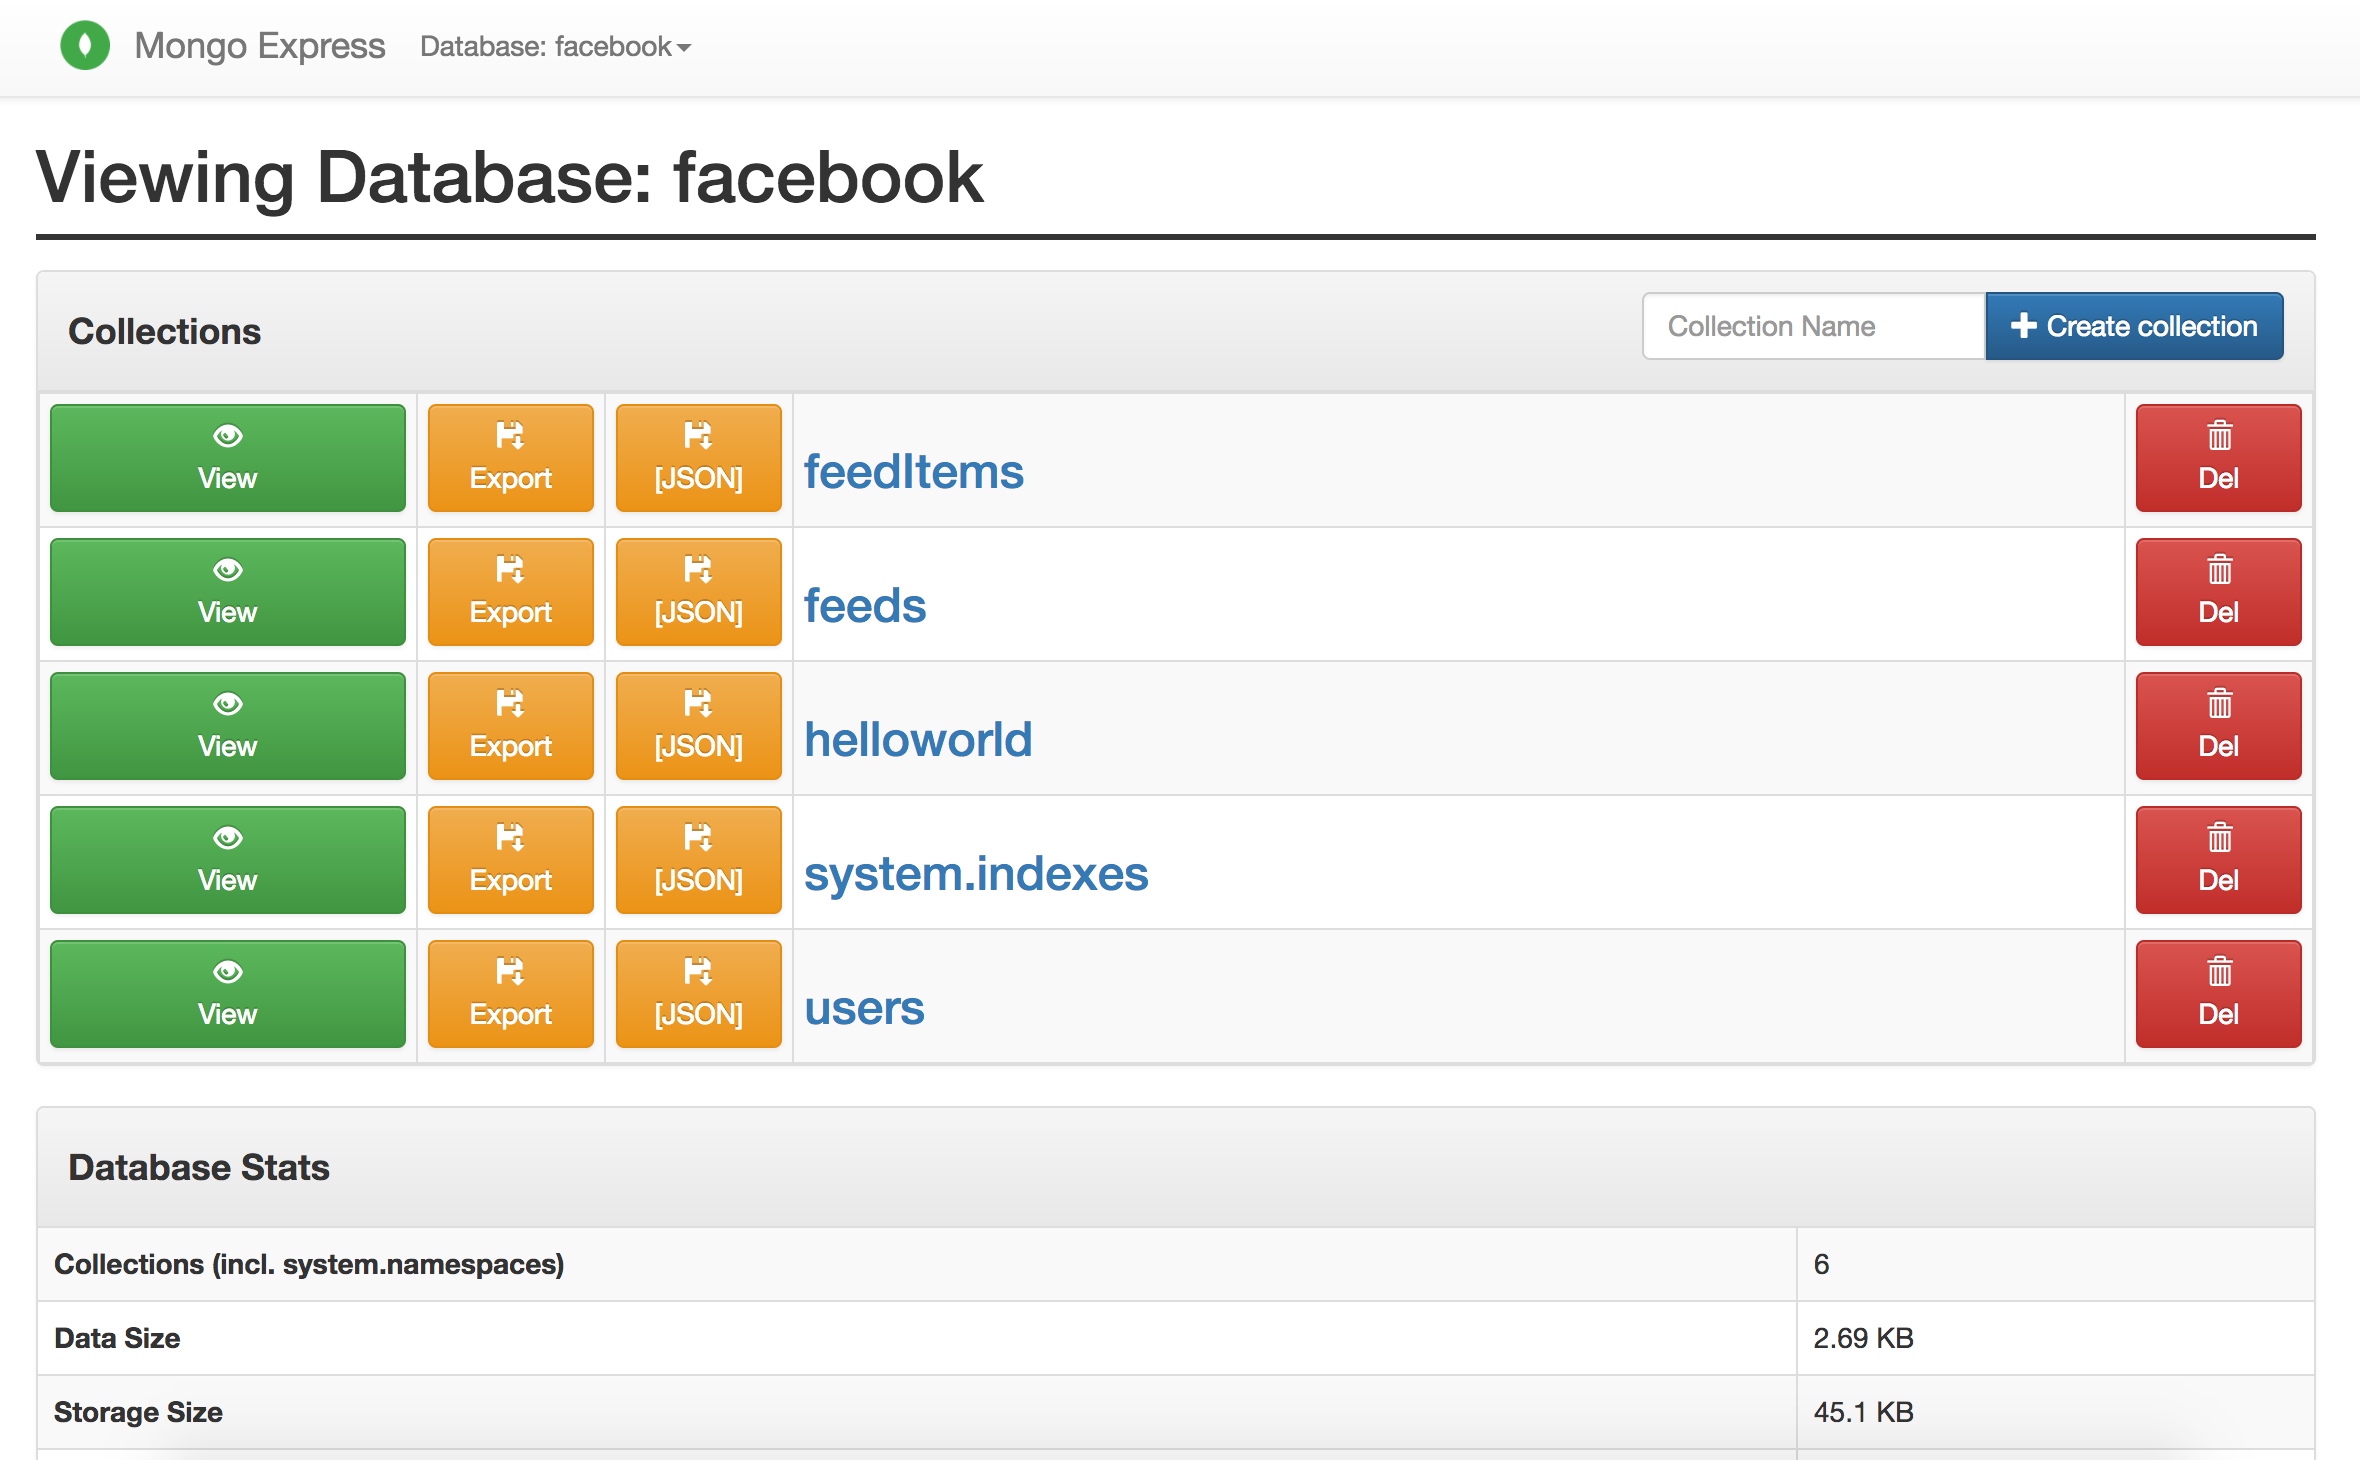 Mongo Express Database: facebook
Viewing Database: facebook
Collections Collection Name Create collection
View Export [JSON] feedItems Del
View Export [JSON] feeds Del
View Export [JSON] helloworld Del
View Export [JSON] system.indexes Del
View Export [JSON] users Del
Database Stats
Collections (incl. system.namespaces) 6
Data Size 2.69 KB
Storage Size 45.1 KB